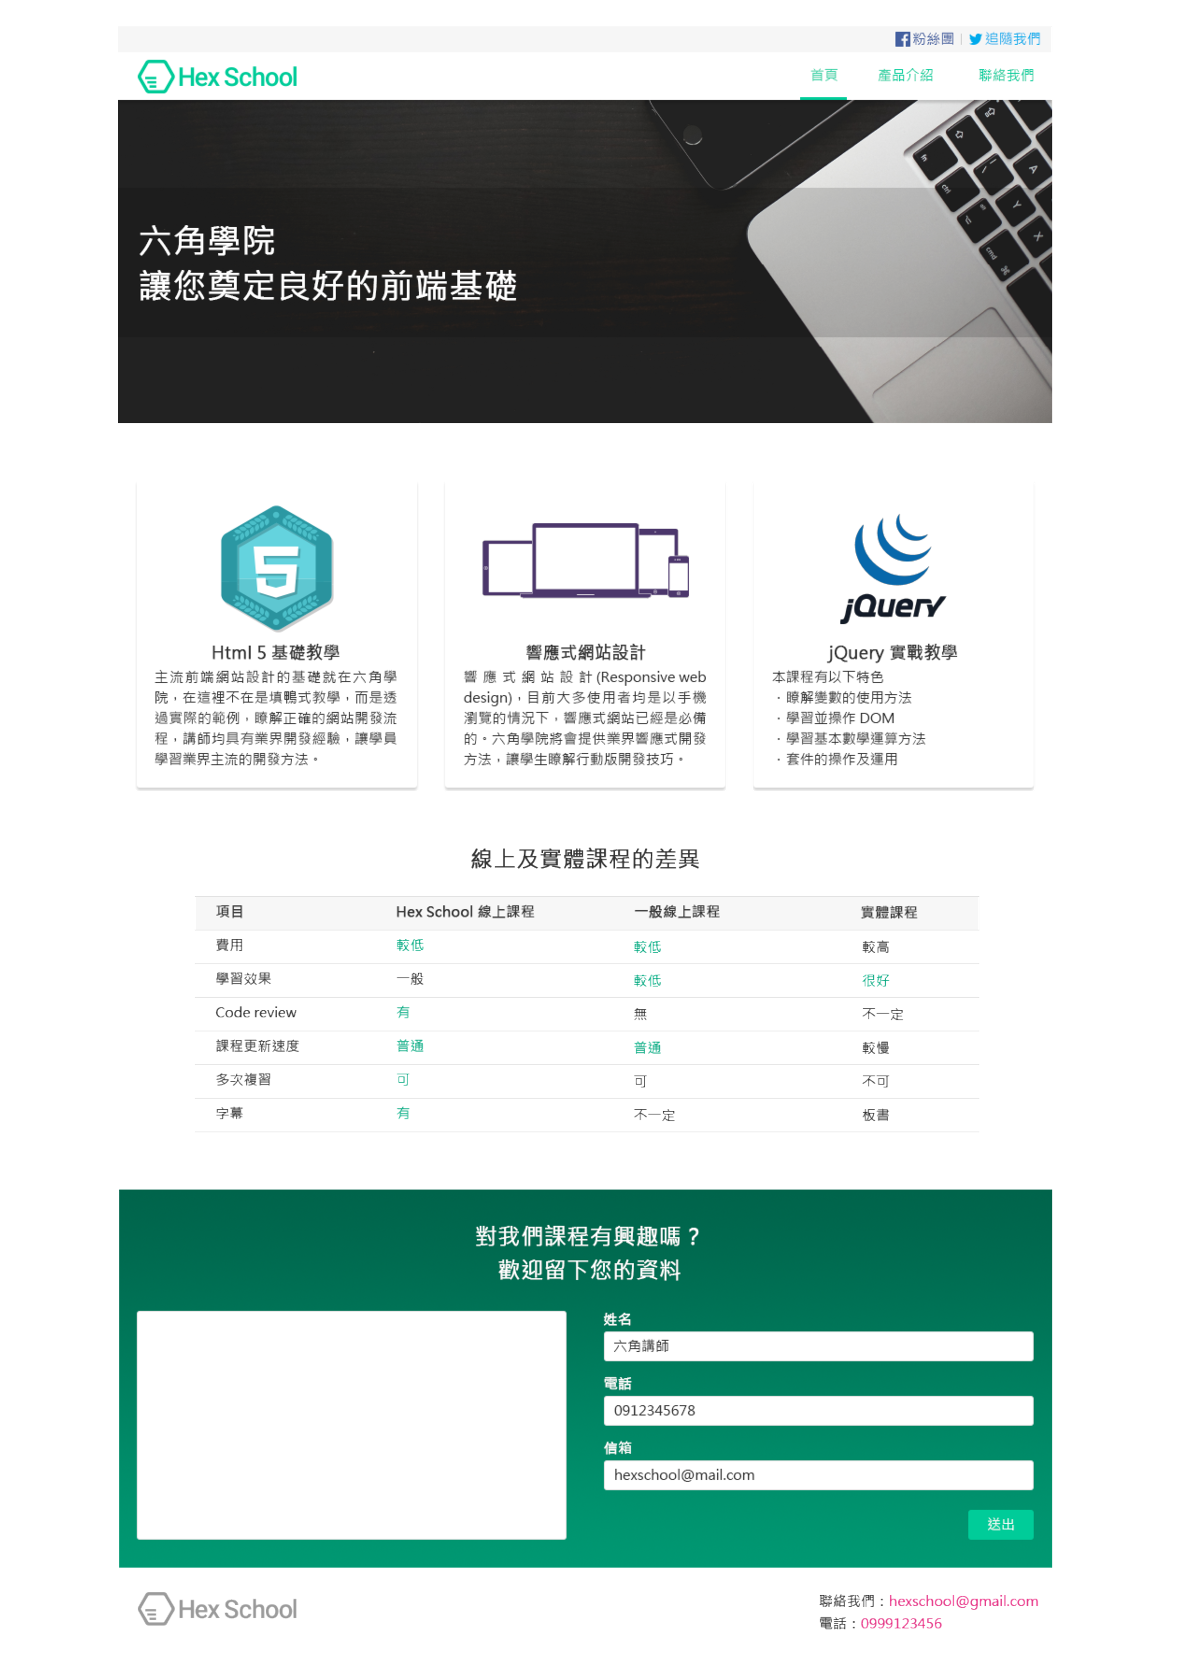 粉絲團 | 追隨我們
Hex School
首頁 產品介紹 聯絡我們
六角學院
讓您奠定良好的前端基礎
5
jQuery
Html 5 基礎教學
主流前端網站設計的基礎就在六角學
院，在這裡不在是填鴨式教學，而是透
過實際的範例，瞭解正確的網站開發流
程，講師均具有業界開發經驗，讓學員
學習業界主流的開發方法。
響應式網站設計
響應式網站設計(Responsive web
design)，目前大多使用者均是以手機
瀏覽的情況下，響應式網站已經是必備
的。六角學院將會提供業界響應式開發
方法，讓學生瞭解行動版開發技巧。
jQuery 實戰教學
本課程有以下特色
．瞭解變數的使用方法
．學習並操作 DOM
．學習基本數學運算方法
．套件的操作及運用
線上及實體課程的差異
項目 Hex School 線上課程 一般線上課程 實體課程
費用 較低 較低 較高
學習效果 一般 較低 很好
Code review 有 無 不一定
課程更新速度 普通 普通 較慢
多次複習 可 可 不可
字幕 有 不一定 板書
對我們課程有興趣嗎？
歡迎留下您的資料
姓名
六角講師
電話
0912345678
信箱
hexschool@mail.com
送出
Hex School
聯絡我們：hexschool@gmail.com
電話：0999123456